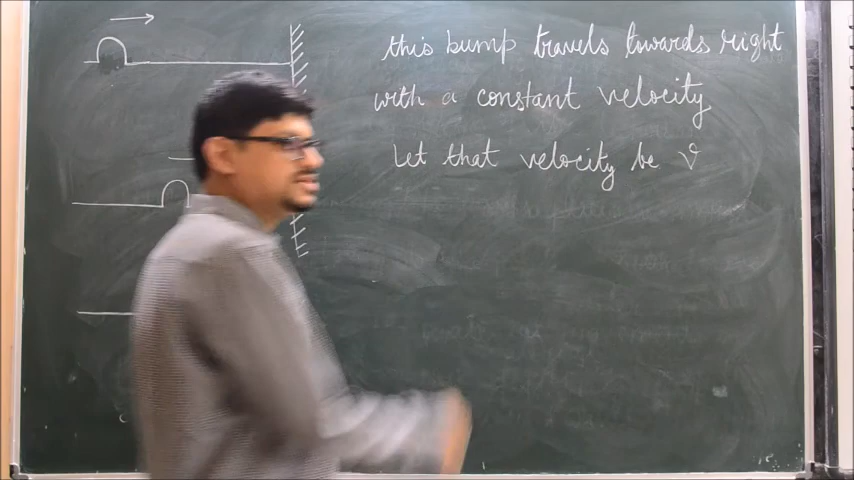 this bump travels towards right
with a constant velocity
Let that velocity be v